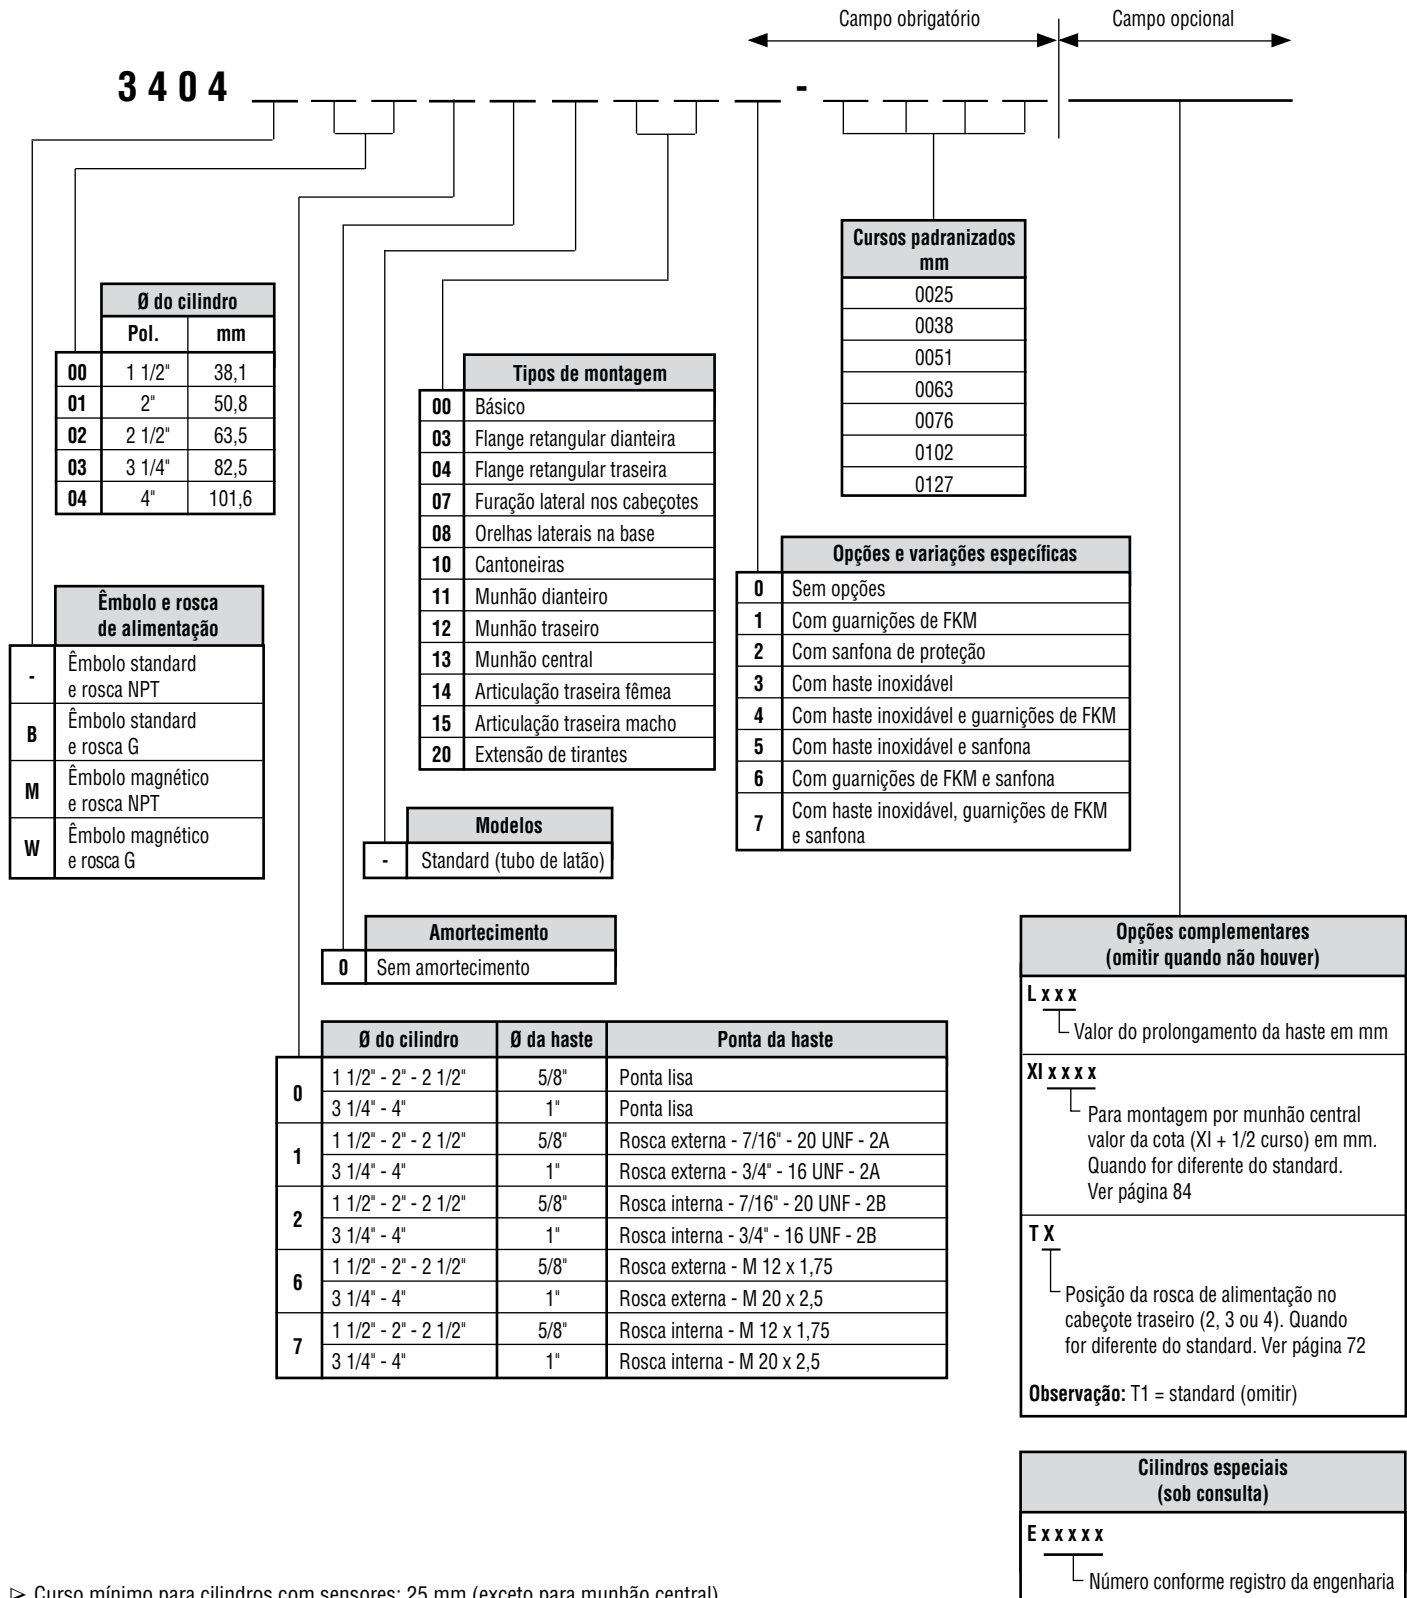 Campo obrigatório Campo opcional
3 4 0 4 -
Cursos padranizados
mm
0025
0038
0051
0063
0076
0102
0127
Ø do cilindro
Pol. mm
00 1 1/2" 38,1
01 2" 50,8
02 2 1/2" 63,5
03 3 1/4" 82,5
04 4" 101,6
Tipos de montagem
00 Básico
03 Flange retangular dianteira
04 Flange retangular traseira
07 Furação lateral nos cabeçotes
08 Orelhas laterais na base
10 Cantoneiras
11 Munhão dianteiro
12 Munhão traseiro
13 Munhão central
14 Articulação traseira fêmea
15 Articulação traseira macho
20 Extensão de tirantes
Opções e variações específicas
0 Sem opções
1 Com guarnições de FKM
2 Com sanfona de proteção
3 Com haste inoxidável
4 Com haste inoxidável e guarnições de FKM
5 Com haste inoxidável e sanfona
6 Com guarnições de FKM e sanfona
7 Com haste inoxidável, guarnições de FKM
e sanfona
Êmbolo e rosca
de alimentação
- Êmbolo standard
e rosca NPT
B Êmbolo standard
e rosca G
M Êmbolo magnético
e rosca NPT
W Êmbolo magnético
e rosca G
Modelos
- Standard (tubo de latão)
Amortecimento
0 Sem amortecimento
Ø do cilindro Ø da haste Ponta da haste
0 1 1/2" - 2" - 2 1/2" 5/8" Ponta lisa
3 1/4" - 4" 1" Ponta lisa
1 1 1/2" - 2" - 2 1/2" 5/8" Rosca externa - 7/16" - 20 UNF - 2A
3 1/4" - 4" 1" Rosca externa - 3/4" - 16 UNF - 2A
2 1 1/2" - 2" - 2 1/2" 5/8" Rosca interna - 7/16" - 20 UNF - 2B
3 1/4" - 4" 1" Rosca interna - 3/4" - 16 UNF - 2B
6 1 1/2" - 2" - 2 1/2" 5/8" Rosca externa - M 12 x 1,75
3 1/4" - 4" 1" Rosca externa - M 20 x 2,5
7 1 1/2" - 2" - 2 1/2" 5/8" Rosca interna - M 12 x 1,75
3 1/4" - 4" 1" Rosca interna - M 20 x 2,5
Opções complementares
(omitir quando não houver)
L x x x
Valor do prolongamento da haste em mm
XI x x x x
Para montagem por munhão central
valor da cota (XI + 1/2 curso) em mm.
Quando for diferente do standard.
Ver página 84
T X
Posição da rosca de alimentação no
cabeçote traseiro (2, 3 ou 4). Quando
for diferente do standard. Ver página 72
Observação: T1 = standard (omitir)
Cilindros especiais
(sob consulta)
E x x x x x
Número conforme registro da engenharia
▷ Curso mínimo para cilindros com sensores: 25 mm (exceto para munhão central)